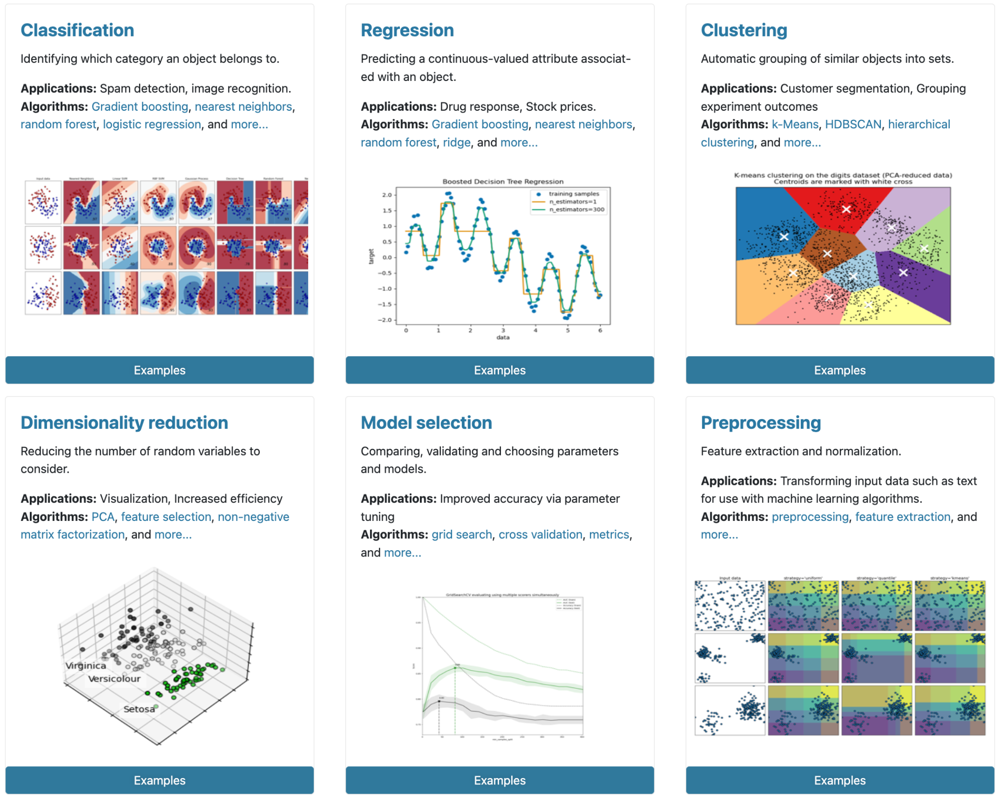 Classification
Identifying which category an object belongs to.
Applications: Spam detection, image recognition.
Algorithms: Gradient boosting, nearest neighbors,
random forest, logistic regression, and more...
Input data
Nearest Neighbors
Linear SVM
RBF SVM
Gaussian Process
Decision Tree
Random Forest
Examples
Regression
Predicting a continuous-valued attribute associat-
ed with an object.
Applications: Drug response, Stock prices.
Algorithms: Gradient boosting, nearest neighbors,
random forest, ridge, and more...
Boosted Decision Tree Regression
training samples
n_estimators=1
n_estimators=300
target
2.0
1.5
1.0
0.5
0.0
−0.5
−1.0
−1.5
−2.0
0 1 2 3 4 5 6
data
Examples
Clustering
Automatic grouping of similar objects into sets.
Applications: Customer segmentation, Grouping
experiment outcomes
Algorithms: k-Means, HDBSCAN, hierarchical
clustering, and more...
K-means clustering on the digits dataset (PCA-reduced data)
Centroids are marked with white cross
Examples
Dimensionality reduction
Reducing the number of random variables to
consider.
Applications: Visualization, Increased efficiency
Algorithms: PCA, feature selection, non-negative
matrix factorization, and more...
Virginica
Versicolour
Setosa
Examples
Model selection
Comparing, validating and choosing parameters
and models.
Applications: Improved accuracy via parameter
tuning
Algorithms: grid search, cross validation, metrics,
and more...
GridSearchCV evaluating using multiple scorers simultaneously
min_samples_split
Examples
Preprocessing
Feature extraction and normalization.
Applications: Transforming input data such as text
for use with machine learning algorithms.
Algorithms: preprocessing, feature extraction, and
more...
Input data
strategy='uniform'
strategy='quantile'
strategy='kmeans'
Examples